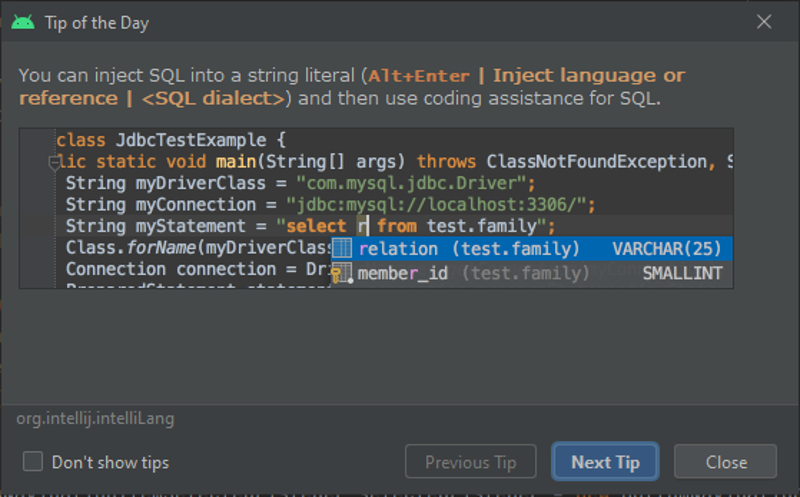 Tip of the Day
You can inject SQL into a string literal (Alt+Enter | Inject language or
reference | <SQL dialect>) and then use coding assistance for SQL.
class JdbcTestExample {
lic static void main(String[] args) throws ClassNotFoundException, S
String myDriverClass = "com.mysql.jdbc.Driver";
String myConnection = "jdbc:mysql://localhost:3306/";
String myStatement = "select r from test.family";
Class.forName(myDriverClass
relation (test.family) VARCHAR(25)
Connection connection = Dri
member_id (test.family) SMALLINT
PreparedStatement statement
org.intellij.intelliLang
Don't show tips
Previous Tip
Next Tip
Close